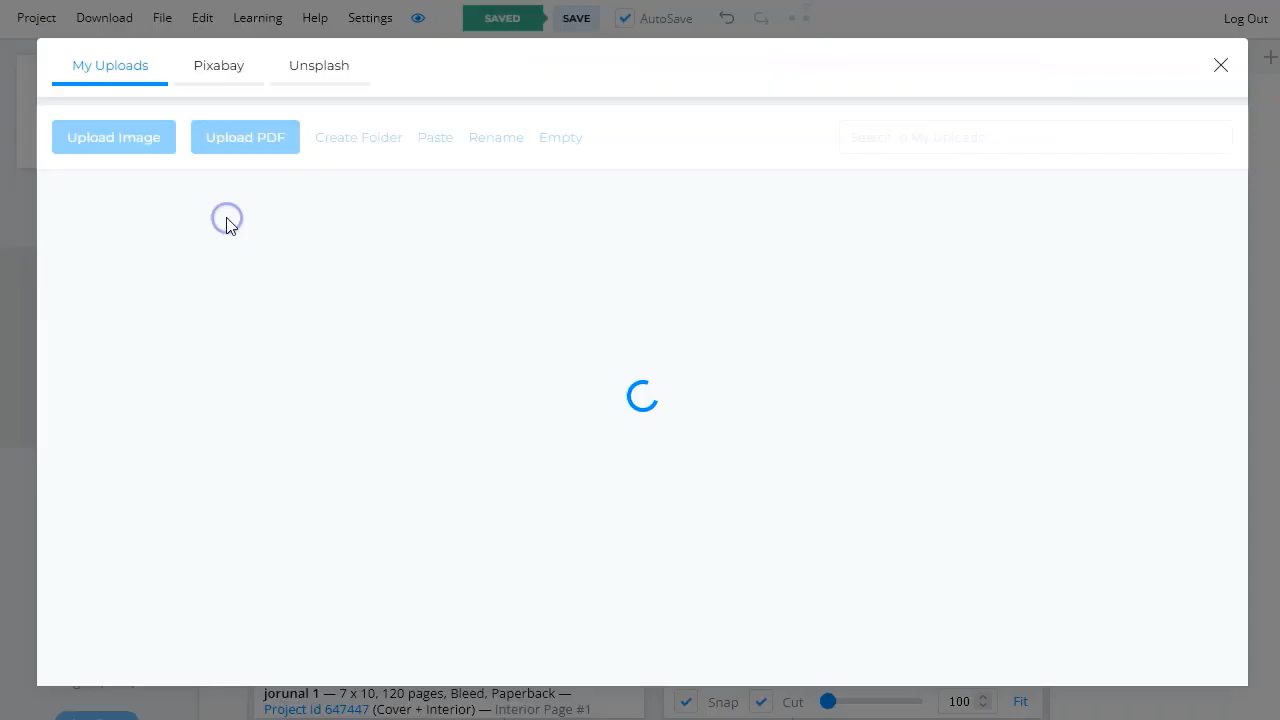 Project Download File Edit Learning Help Settings SAVED SAVE AutoSave Log Out
My Uploads Pixabay Unsplash
Upload Image Upload PDF Create Folder Paste Rename Empty Search in My Uploads
jorunal 1 — 7 x 10, 120 pages, Bleed, Paperback —
Project Id 647447 (Cover + Interior) — Interior Page #1
Snap Cut 100 Fit